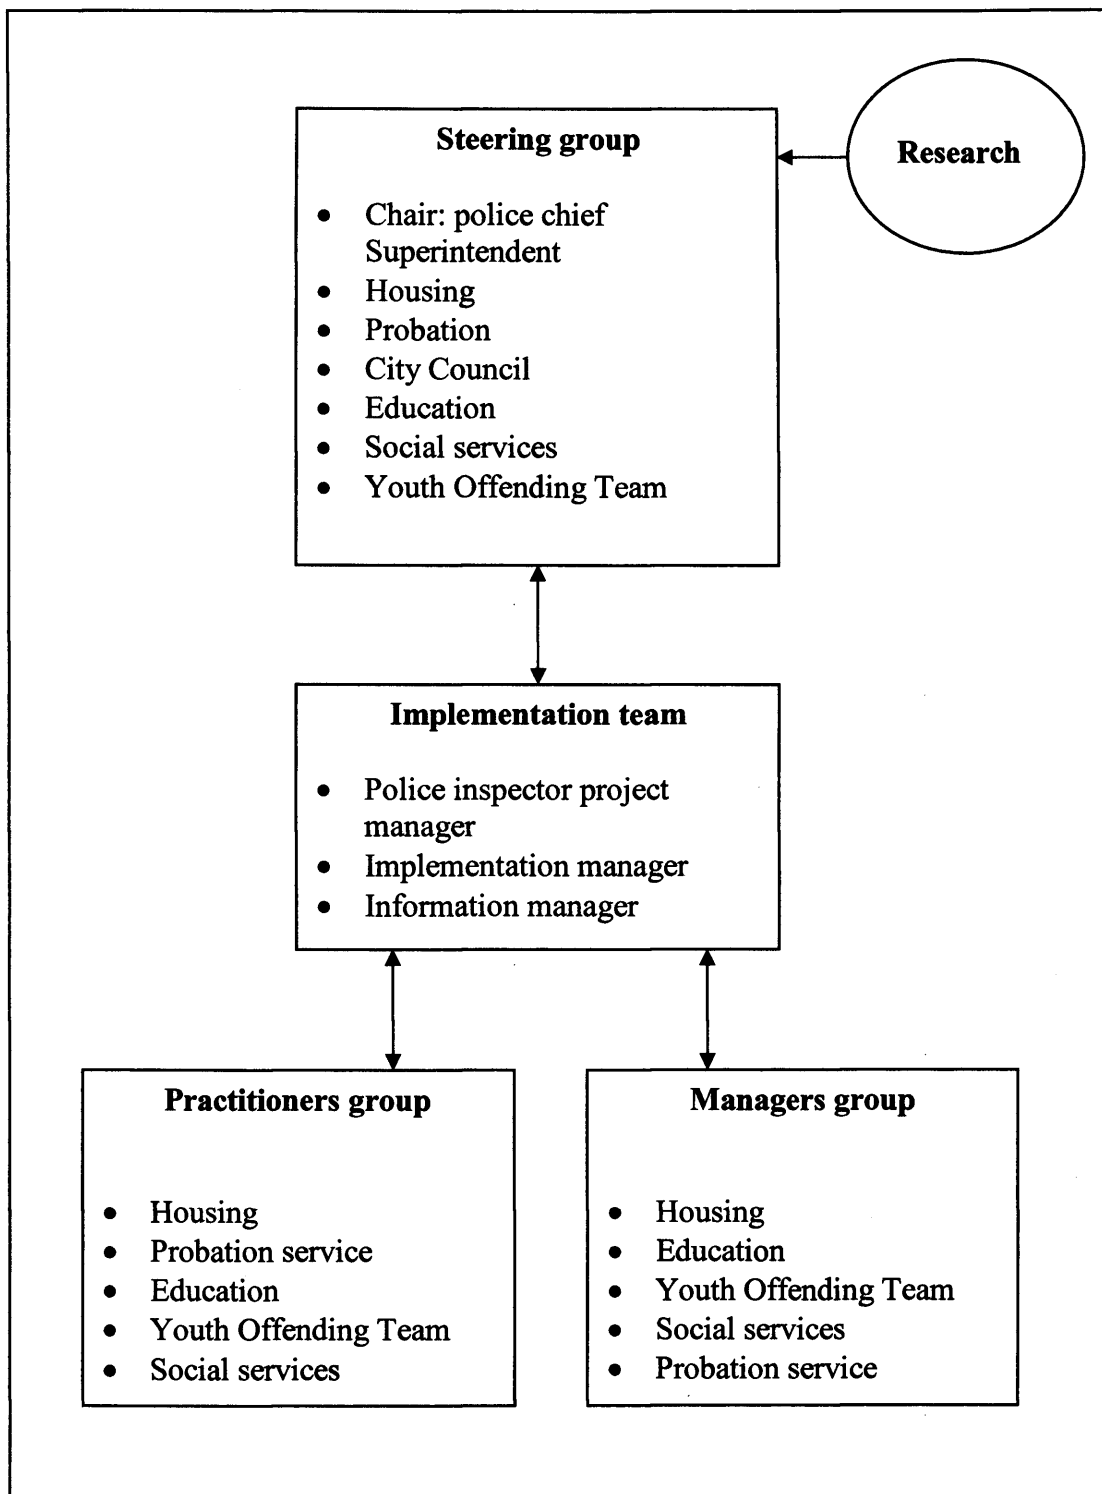 Steering group
Research
• Chair: police chief
Superintendent
• Housing
• Probation
• City Council
• Education
• Social services
• Youth Offending Team
Implementation team
• Police inspector project
manager
• Implementation manager
• Information manager
Practitioners group
• Housing
• Probation service
• Education
• Youth Offending Team
• Social services
Managers group
• Housing
• Education
• Youth Offending Team
• Social services
• Probation service